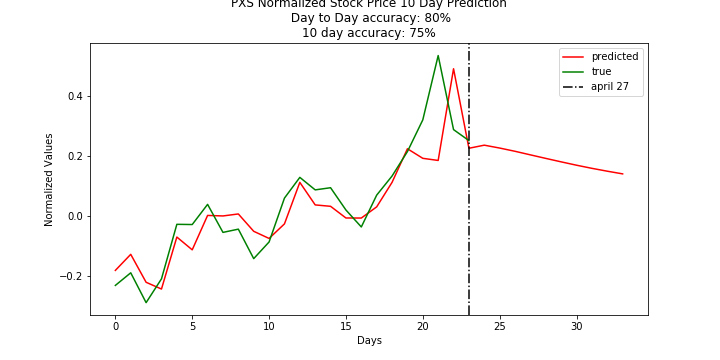 PXS Normalized Stock Price 10 Day Prediction
Day to Day accuracy: 80%
10 day accuracy: 75%
predicted
true
april 27
Normalized Values
0.4
0.2
0.0
−0.2
0 5 10 15 20 25 30
Days